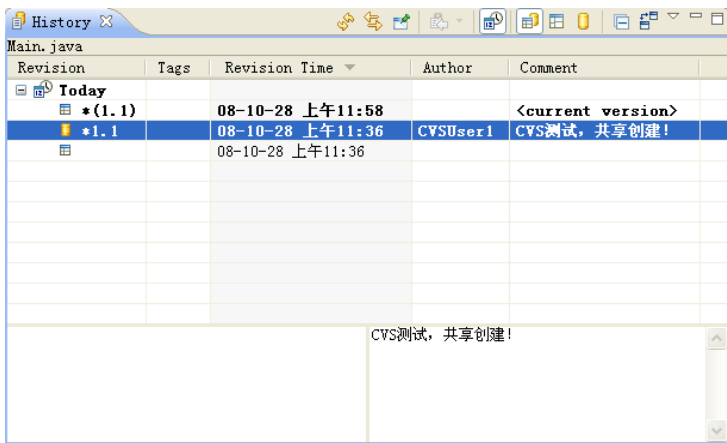 History
Main.java
Revision Tags Revision Time Author Comment
Today
*(1.1) 08-10-28 上午11:58 <current version>
*1.1 08-10-28 上午11:36 CVSUser1 CVS测试，共享创建！
08-10-28 上午11:36
CVS测试，共享创建！